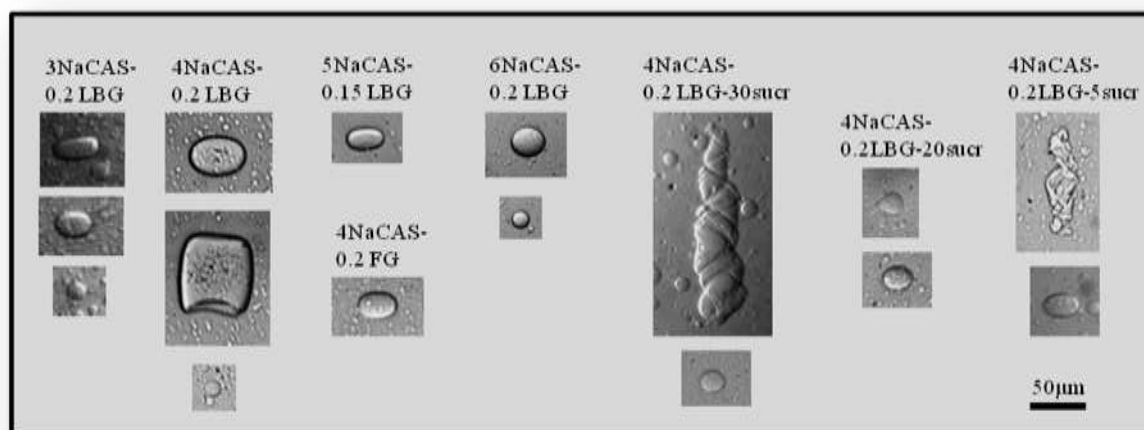 3NaCAS-
0.2 LBG
4NaCAS-
0.2 LBG
5NaCAS-
0.15 LBG
6NaCAS-
0.2 LBG
4NaCAS-
0.2 LBG-30sucr
4NaCAS-
0.2LBG-20sucr
4NaCAS-
0.2LBG-5sucr
4NaCAS-
0.2 FG
50µm